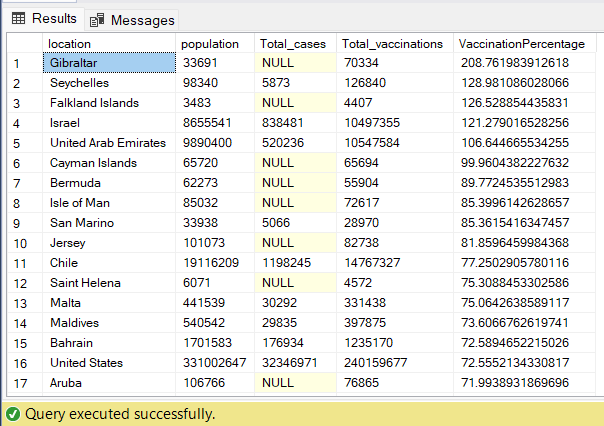 Results Messages
location population Total_cases Total_vaccinations VaccinationPercentage
1 Gibraltar 33691 NULL 70334 208.761983912618
2 Seychelles 98340 5873 126840 128.981086028066
3 Falkland Islands 3483 NULL 4407 126.528854435831
4 Israel 8655541 838481 10497355 121.279016528256
5 United Arab Emirates 9890400 520236 10547584 106.644665534255
6 Cayman Islands 65720 NULL 65694 99.9604382227632
7 Bermuda 62273 NULL 55904 89.7724535512983
8 Isle of Man 85032 NULL 72617 85.3996142628657
9 San Marino 33938 5066 28970 85.3615416347457
10 Jersey 101073 NULL 82738 81.8596459984368
11 Chile 19116209 1198245 14767327 77.2502905780116
12 Saint Helena 6071 NULL 4572 75.3088453302586
13 Malta 441539 30292 331438 75.0642638589117
14 Maldives 540542 29835 397875 73.6066762619741
15 Bahrain 1701583 176934 1235170 72.5894652215026
16 United States 331002647 32346971 240159677 72.5552134330817
17 Aruba 106766 NULL 76865 71.9938931869696
Query executed successfully.